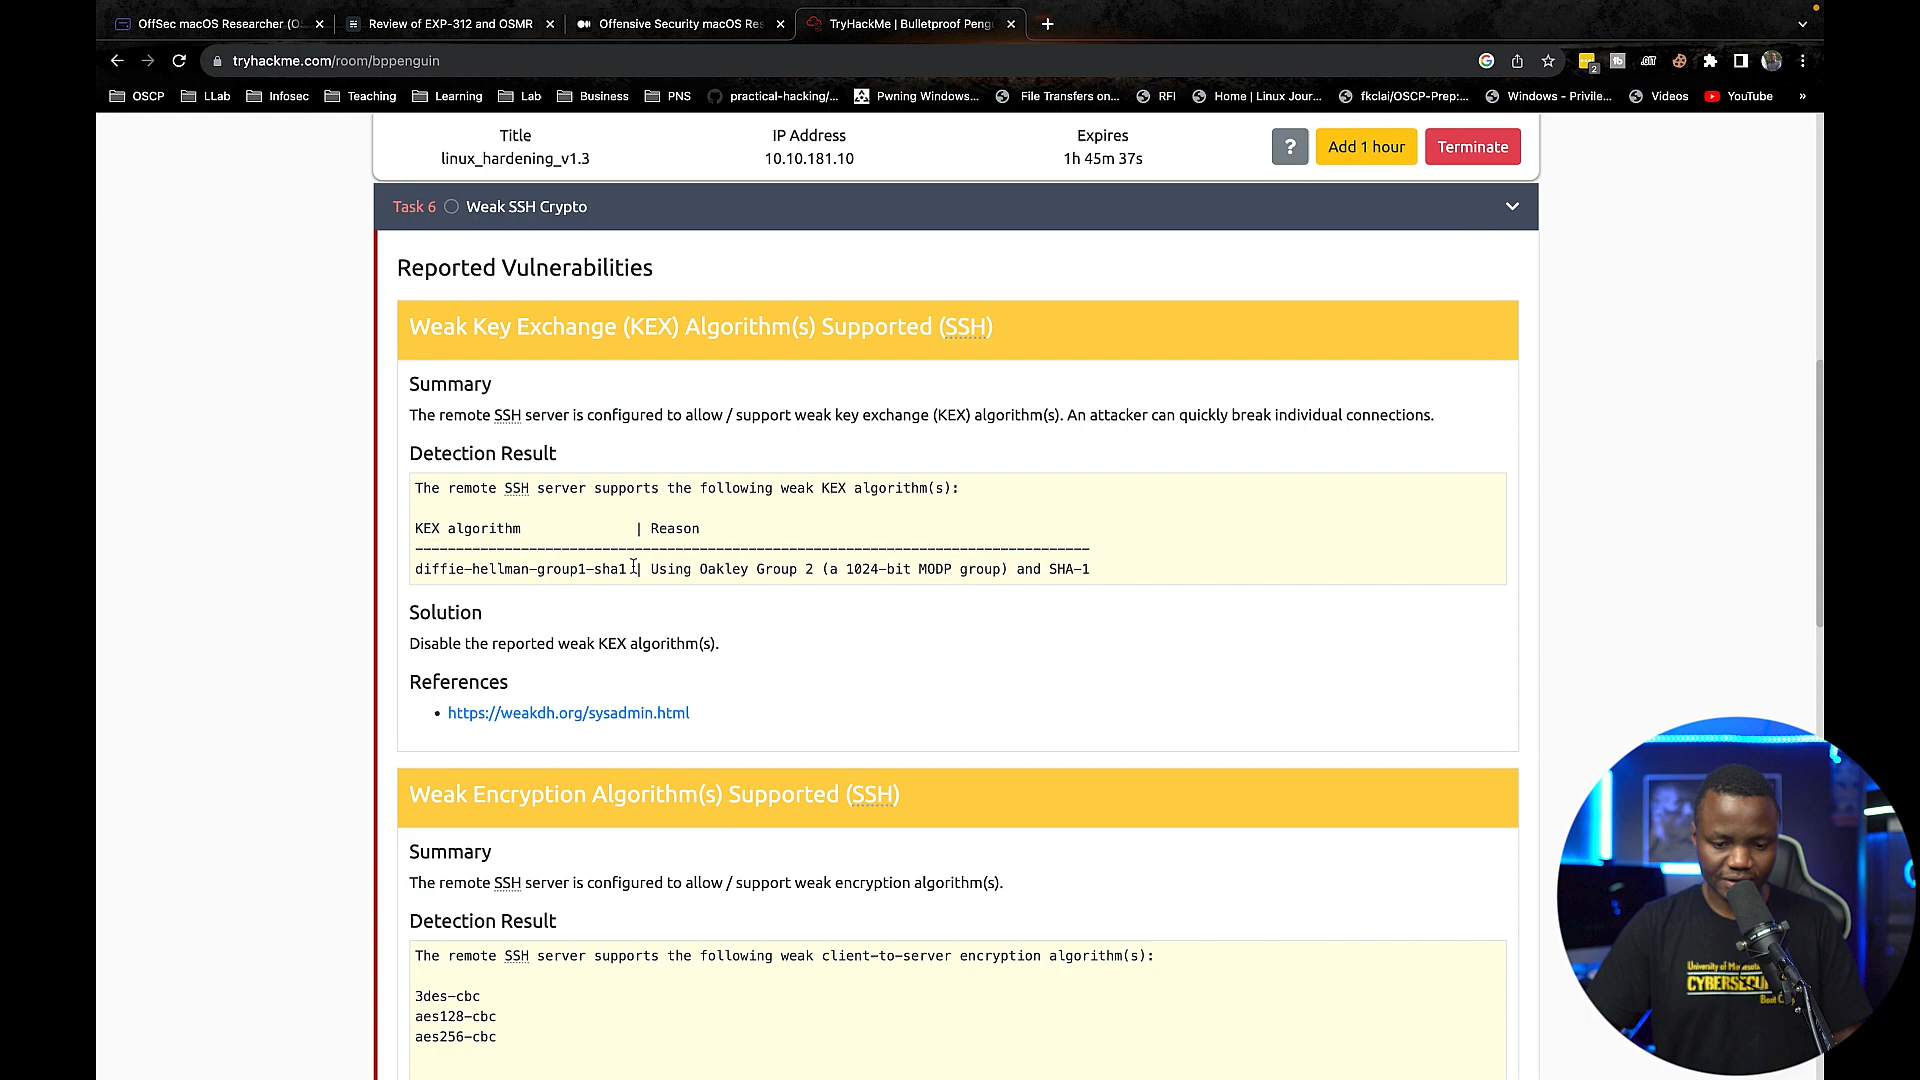 OffSec macOS Researcher (O
Review of EXP-312 and OSMR
Offensive Security macOS Res
TryHackMe | Bulletproof Peng
tryhackme.com/room/bppenguin
OSCP
LLab
Infosec
Teaching
Learning
Lab
Business
PNS
practical-hacking/...
Pwning Windows...
File Transfers on...
RFI
Home | Linux Jour...
fkclai/OSCP-Prep:...
Windows - Privile...
Videos
YouTube
»
Title
linux_hardening_v1.3
IP Address
10.10.181.10
Expires
1h 45m 37s
?
Add 1 hour
Terminate
Task 6 Weak SSH Crypto
Reported Vulnerabilities
Weak Key Exchange (KEX) Algorithm(s) Supported (SSH)
Summary
The remote SSH server is configured to allow / support weak key exchange (KEX) algorithm(s). An attacker can quickly break individual connections.
Detection Result
The remote SSH server supports the following weak KEX algorithm(s):
KEX algorithm | Reason
-----------------------------------------------------------------------------------
diffie-hellman-group1-sha1 | Using Oakley Group 2 (a 1024-bit MODP group) and SHA-1
Solution
Disable the reported weak KEX algorithm(s).
References
• https://weakdh.org/sysadmin.html
Weak Encryption Algorithm(s) Supported (SSH)
Summary
The remote SSH server is configured to allow / support weak encryption algorithm(s).
Detection Result
The remote SSH server supports the following weak client-to-server encryption algorithm(s):
3des-cbc
aes128-cbc
aes256-cbc
University of
CYBERSECU
Boot C